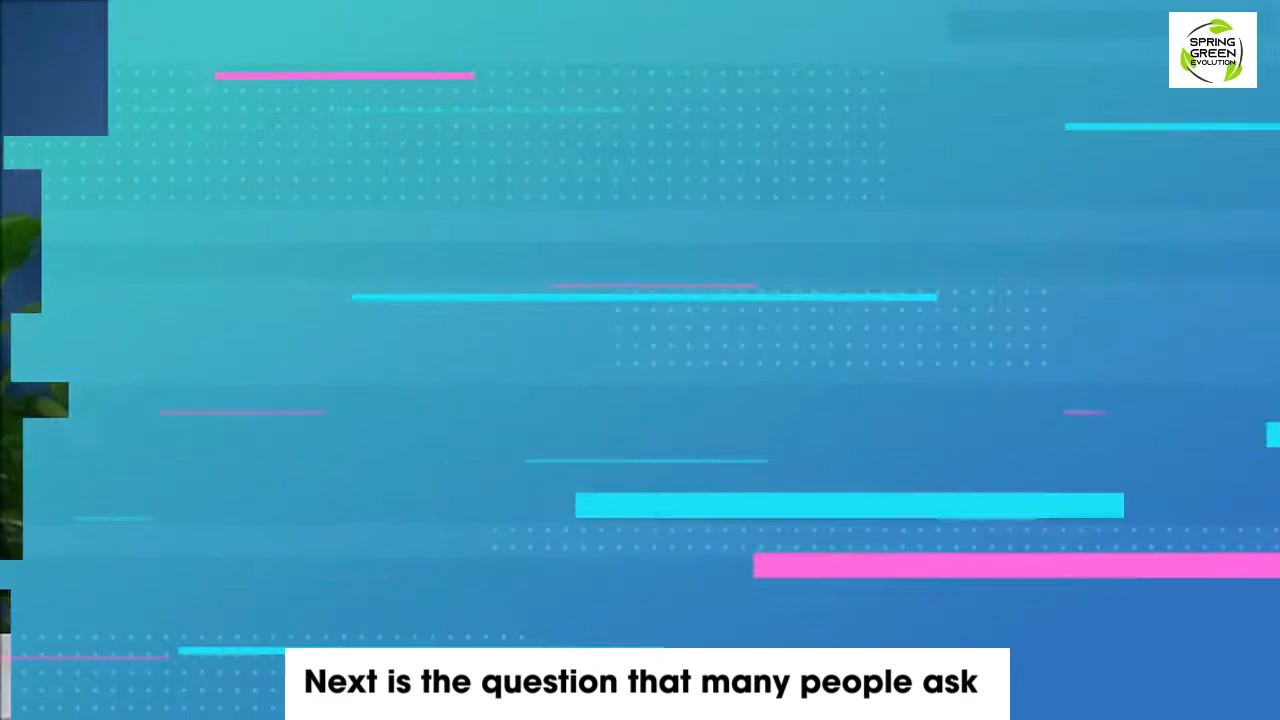 SPRING
GREEN
EVOLUTION
Next is the question that many people ask